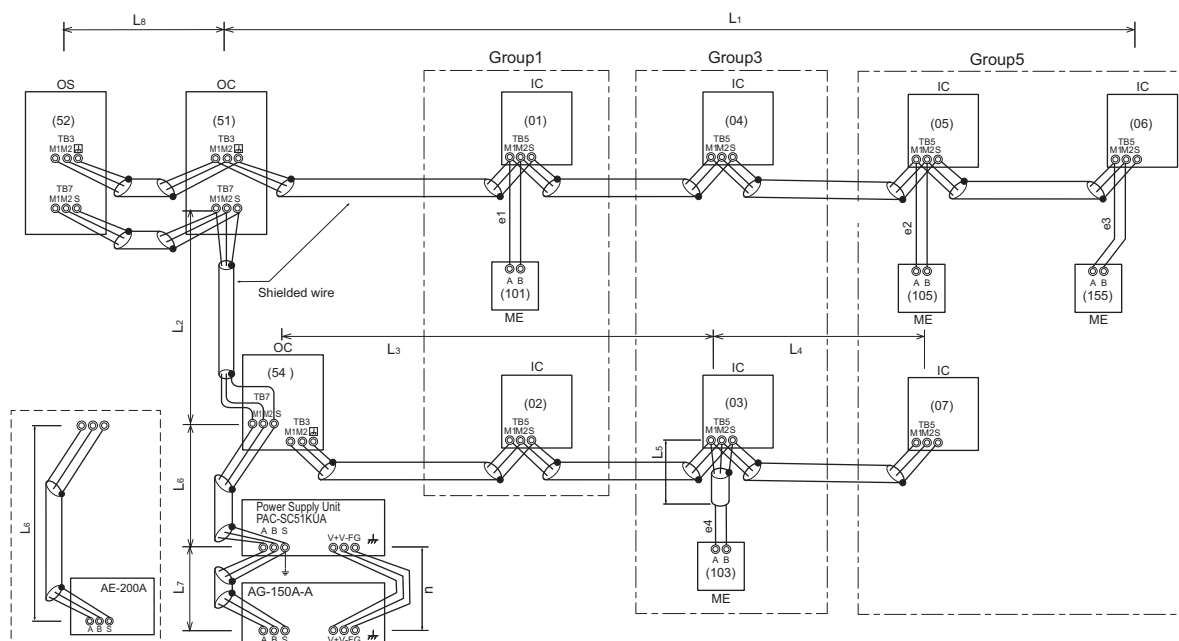 L8
L1
Group1
Group3
Group5
OS
OC
IC
IC
IC
IC
(52)
(51)
(01)
(04)
(05)
(06)
TB3
M1M2
TB3
M1M2
TB5
M1M2S
TB5
M1M2S
TB5
M1M2S
TB5
M1M2S
TB7
M1M2 S
TB7
M1M2 S
e1
e2
e3
Shielded wire
A B
(101)
ME
A B
(105)
ME
A B
(155)
ME
L2
L3
L4
OC
(54 )
TB7
M1M2 S
TB3
M1M2
IC
(02)
TB5
M1M2S
IC
(03)
TB5
M1M2S
IC
(07)
TB5
M1M2S
L5
e4
A B
(103)
ME
L6
L6
Power Supply Unit
PAC-SC51KUA
A B S
V+V-FG
L7
n
AE-200A
A B S
AG-150A-A
A B S
V+V-FG